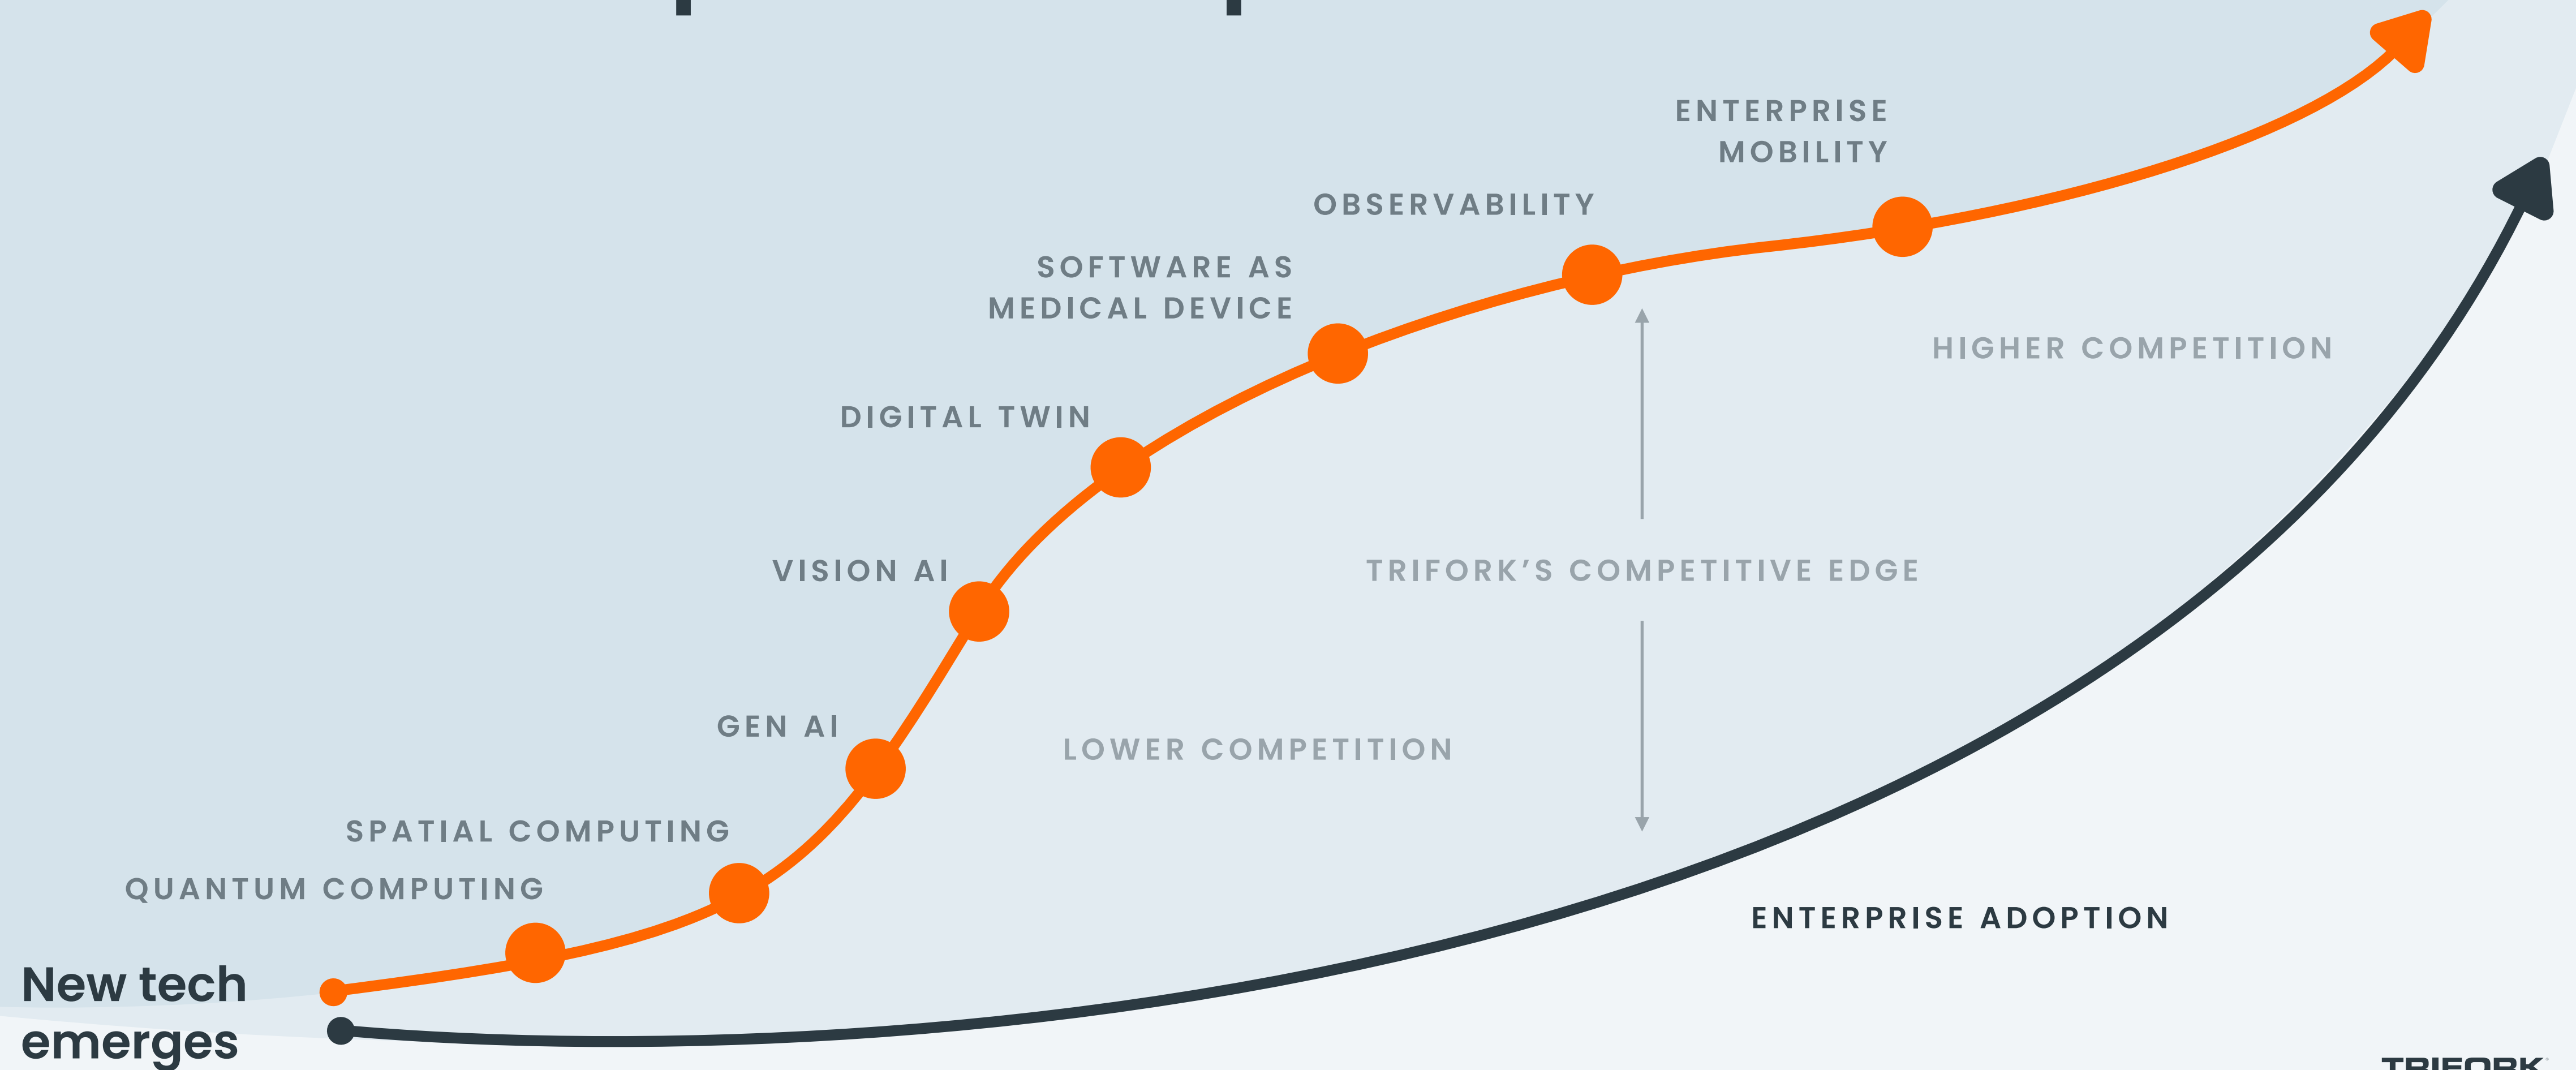 ENTERPRISE
MOBILITY
OBSERVABILITY
SOFTWARE AS
MEDICAL DEVICE
HIGHER COMPETITION
DIGITAL TWIN
VISION AI
TRIFORK’S COMPETITIVE EDGE
GEN AI
LOWER COMPETITION
SPATIAL COMPUTING
QUANTUM COMPUTING
ENTERPRISE ADOPTION
New tech
emerges
TRIFORK